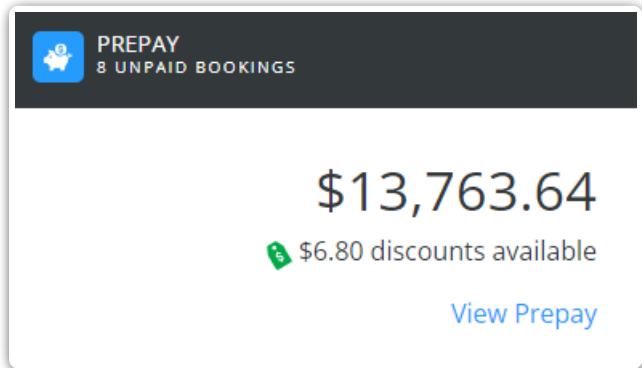 PREPAY
8 UNPAID BOOKINGS
$13,763.64
$6.80 discounts available
View Prepay